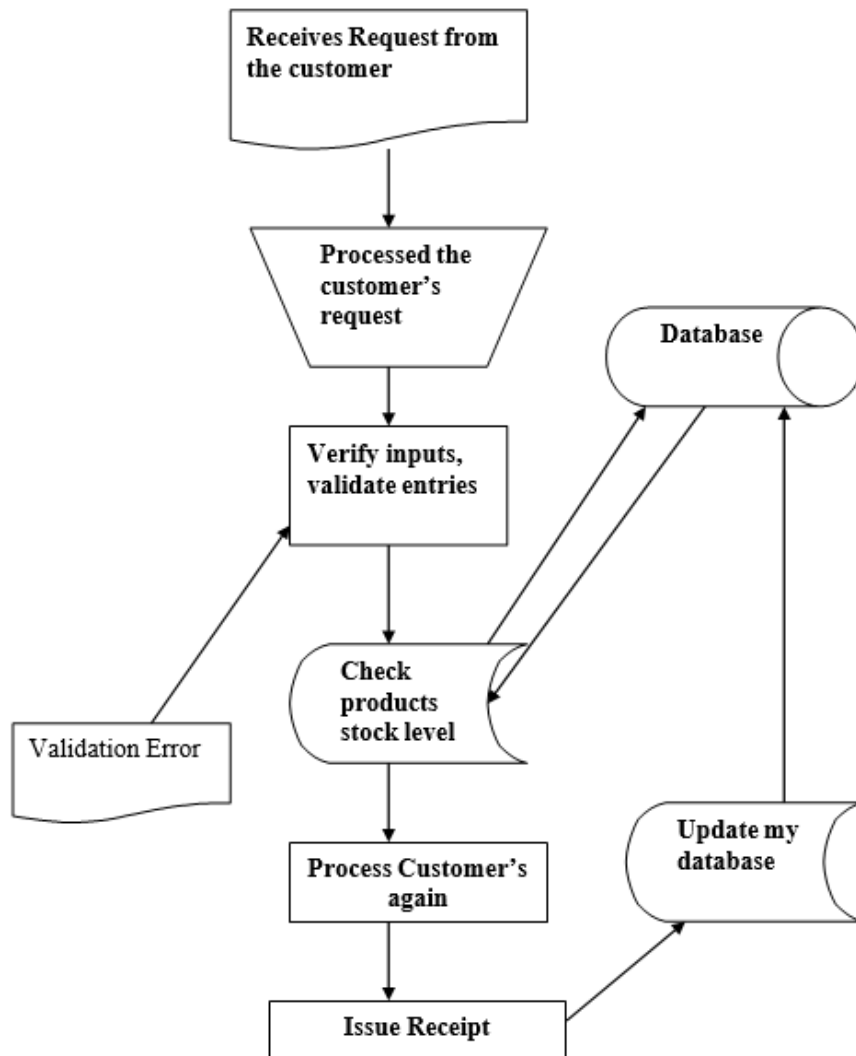 Receives Request from
the customer
Processed the
customer's
request
Database
Verify inputs,
validate entries
Check
products
stock level
Validation Error
Update my
database
Process Customer's
again
Issue Receipt